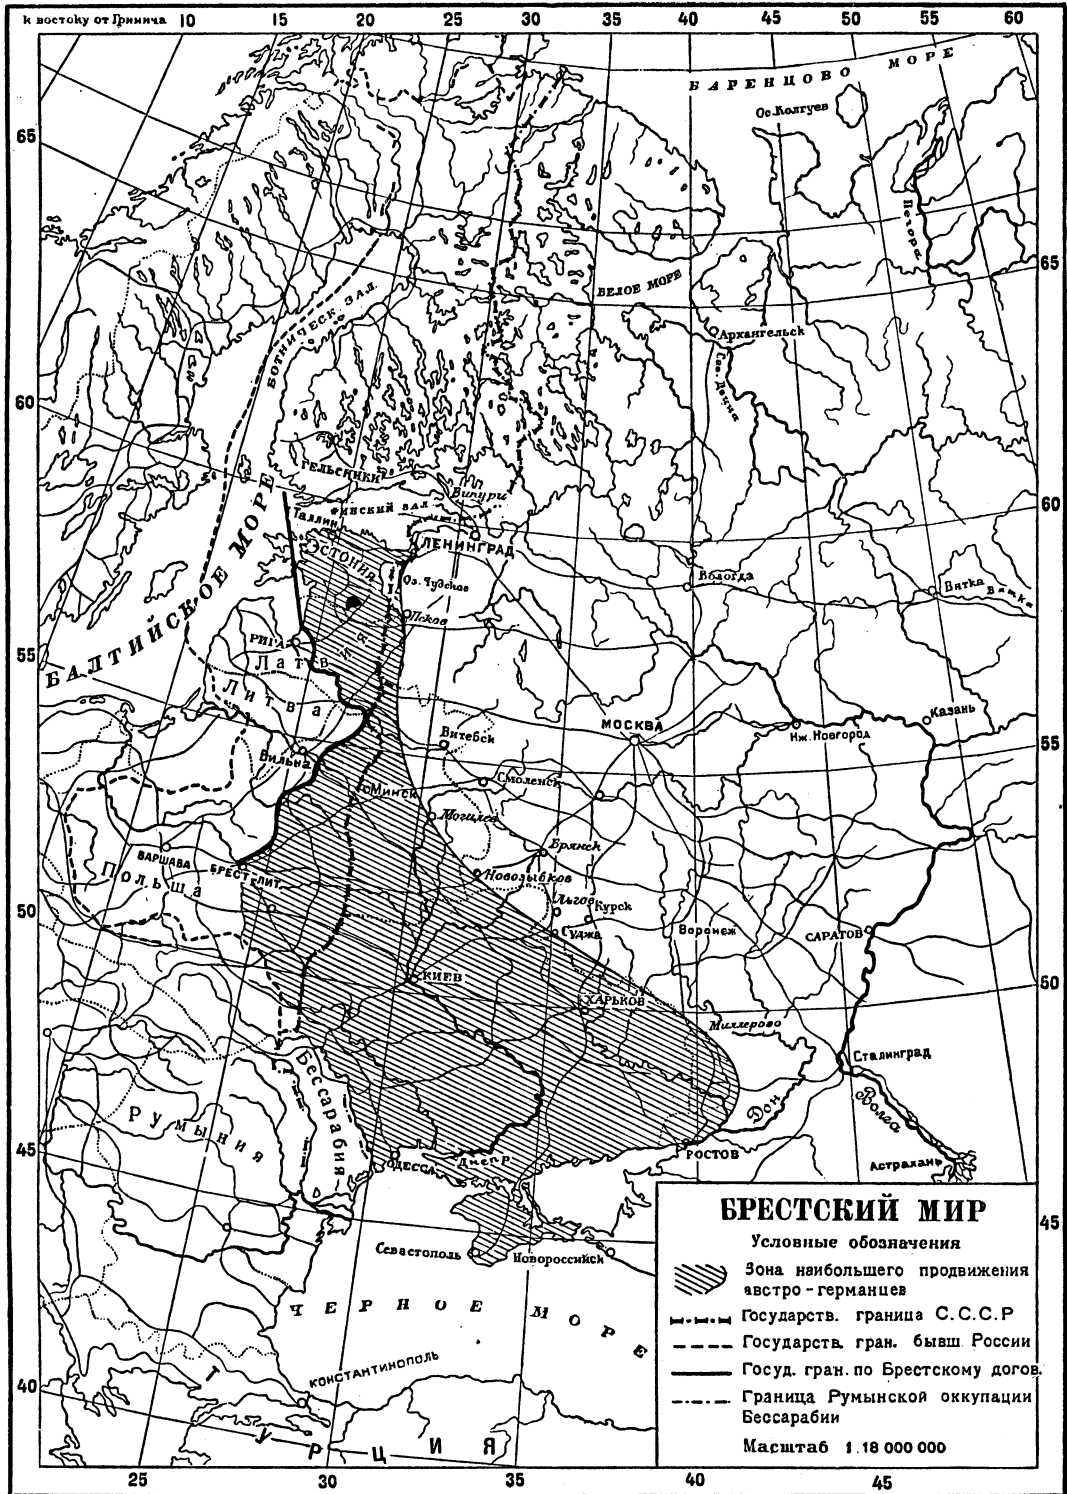 к востоку от Гринича 10 15 20 25 30 35 40 45 50 55 60
БАРЕНЦОВО МОРЕ
Ос. Колгуев
65
Печора
65
БЕЛОЕ МОРЕ
БОТНИЧЕСК. ЗАЛ.
Архангельск
Сев. Двина
60
ГЕЛЬСИНКИ
Випури
ФИНСКИЙ ЗАЛ.
60
Таллин
ЛЕНИНГРАД
ЭСТОНИЯ
Оз. Чудское
Вологда
Вятка
Вятка
Псков
БАЛТИЙСКОЕ МОРЕ
РИГА
55
Латвия
Литва
Казань
МОСКВА
Нж. Новгород
Витебск
55
Вильна
Смоленск
Минск
Могилев
Брянск
ВАРШАВА
БРЕСТ ЛИТ.
Польша
Новозыбков
Льгов
Курск
50
Суджа
Воронеж
САРАТОВ
КИЕВ
50
ХАРЬКОВ
Миллерово
Сталинград
Бессарабия
РУМЫНИЯ
Дон
Волга
45
ОДЕССА
Днепр
РОСТОВ
Астрахань
Севастополь
Новороссийск
45
ЧЕРНОЕ МОРЕ
КОНСТАНТИНОПОЛЬ
40
ТУРЦИЯ
БРЕСТСКИЙ МИР
Условные обозначения
Зона наибольшего продвижения
австро-германцев
Государств. граница С.С.С.Р
Государств. гран. бывш России
Госуд. гран. по Брестскому догов.
Граница Румынской оккупации
Бессарабии
Масштаб 1.18 000 000
25 30 35 40 45